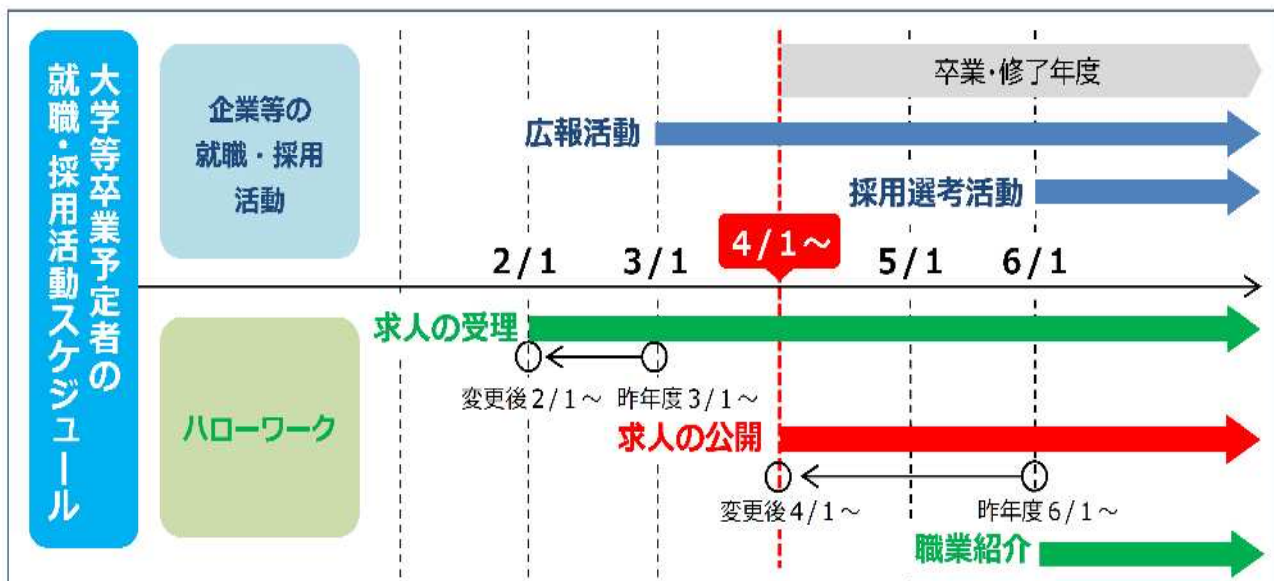 大学等卒業予定者の
就職・採用活動スケジュール
企業等の
就職・採用
活動
卒業・修了年度
広報活動
採用選考活動
2/1
3/1
4/1～
5/1
6/1
ハローワーク
求人の受理
変更後2/1～
昨年度3/1～
求人の公開
変更後4/1～
昨年度6/1～
職業紹介